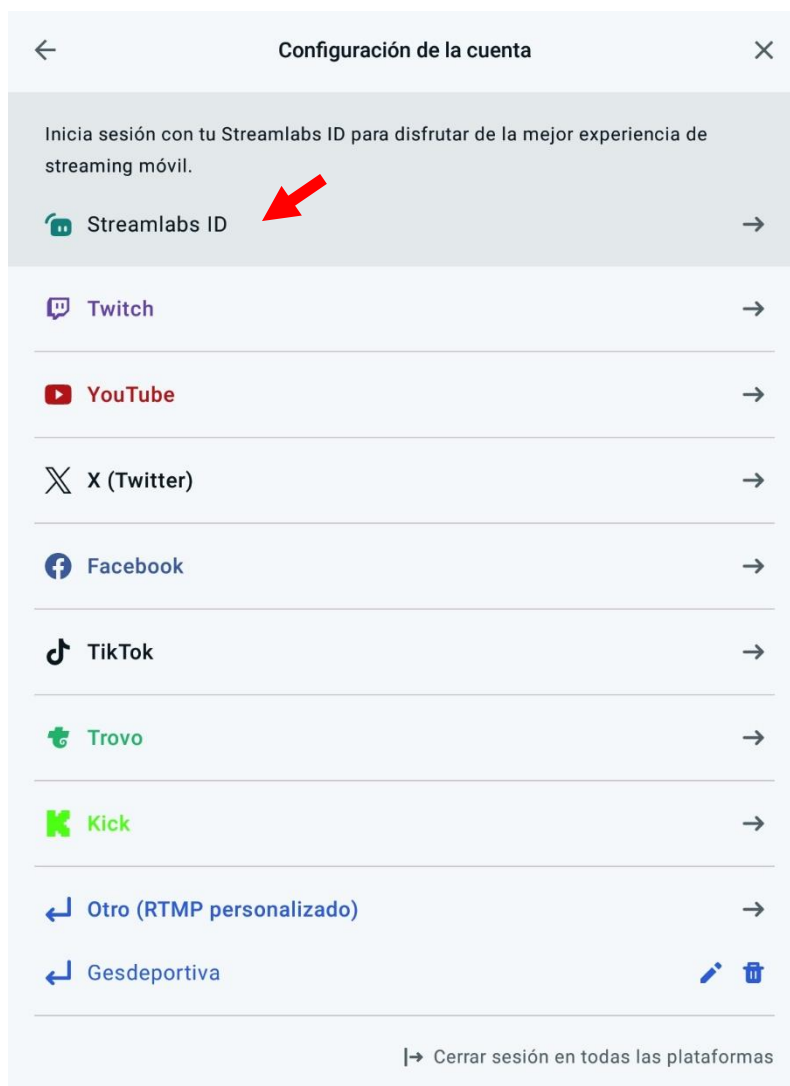 Configuración de la cuenta
Inicia sesión con tu Streamlabs ID para disfrutar de la mejor experiencia de
streaming móvil.
Streamlabs ID
Twitch
YouTube
X (Twitter)
Facebook
TikTok
Trovo
Kick
Otro (RTMP personalizado)
Gesdeportiva
Cerrar sesión en todas las plataformas